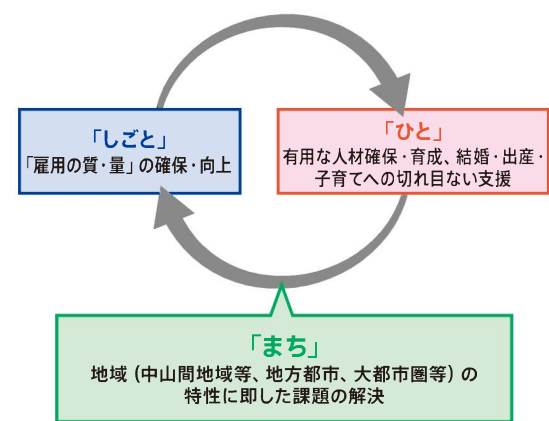 「しごと」
「雇用の質・量」の確保・向上
「ひと」
有用な人材確保・育成、結婚・出産・
子育てへの切れ目ない支援
「まち」
地域（中山間地域等、地方都市、大都市圏等）の
特性に即した課題の解決